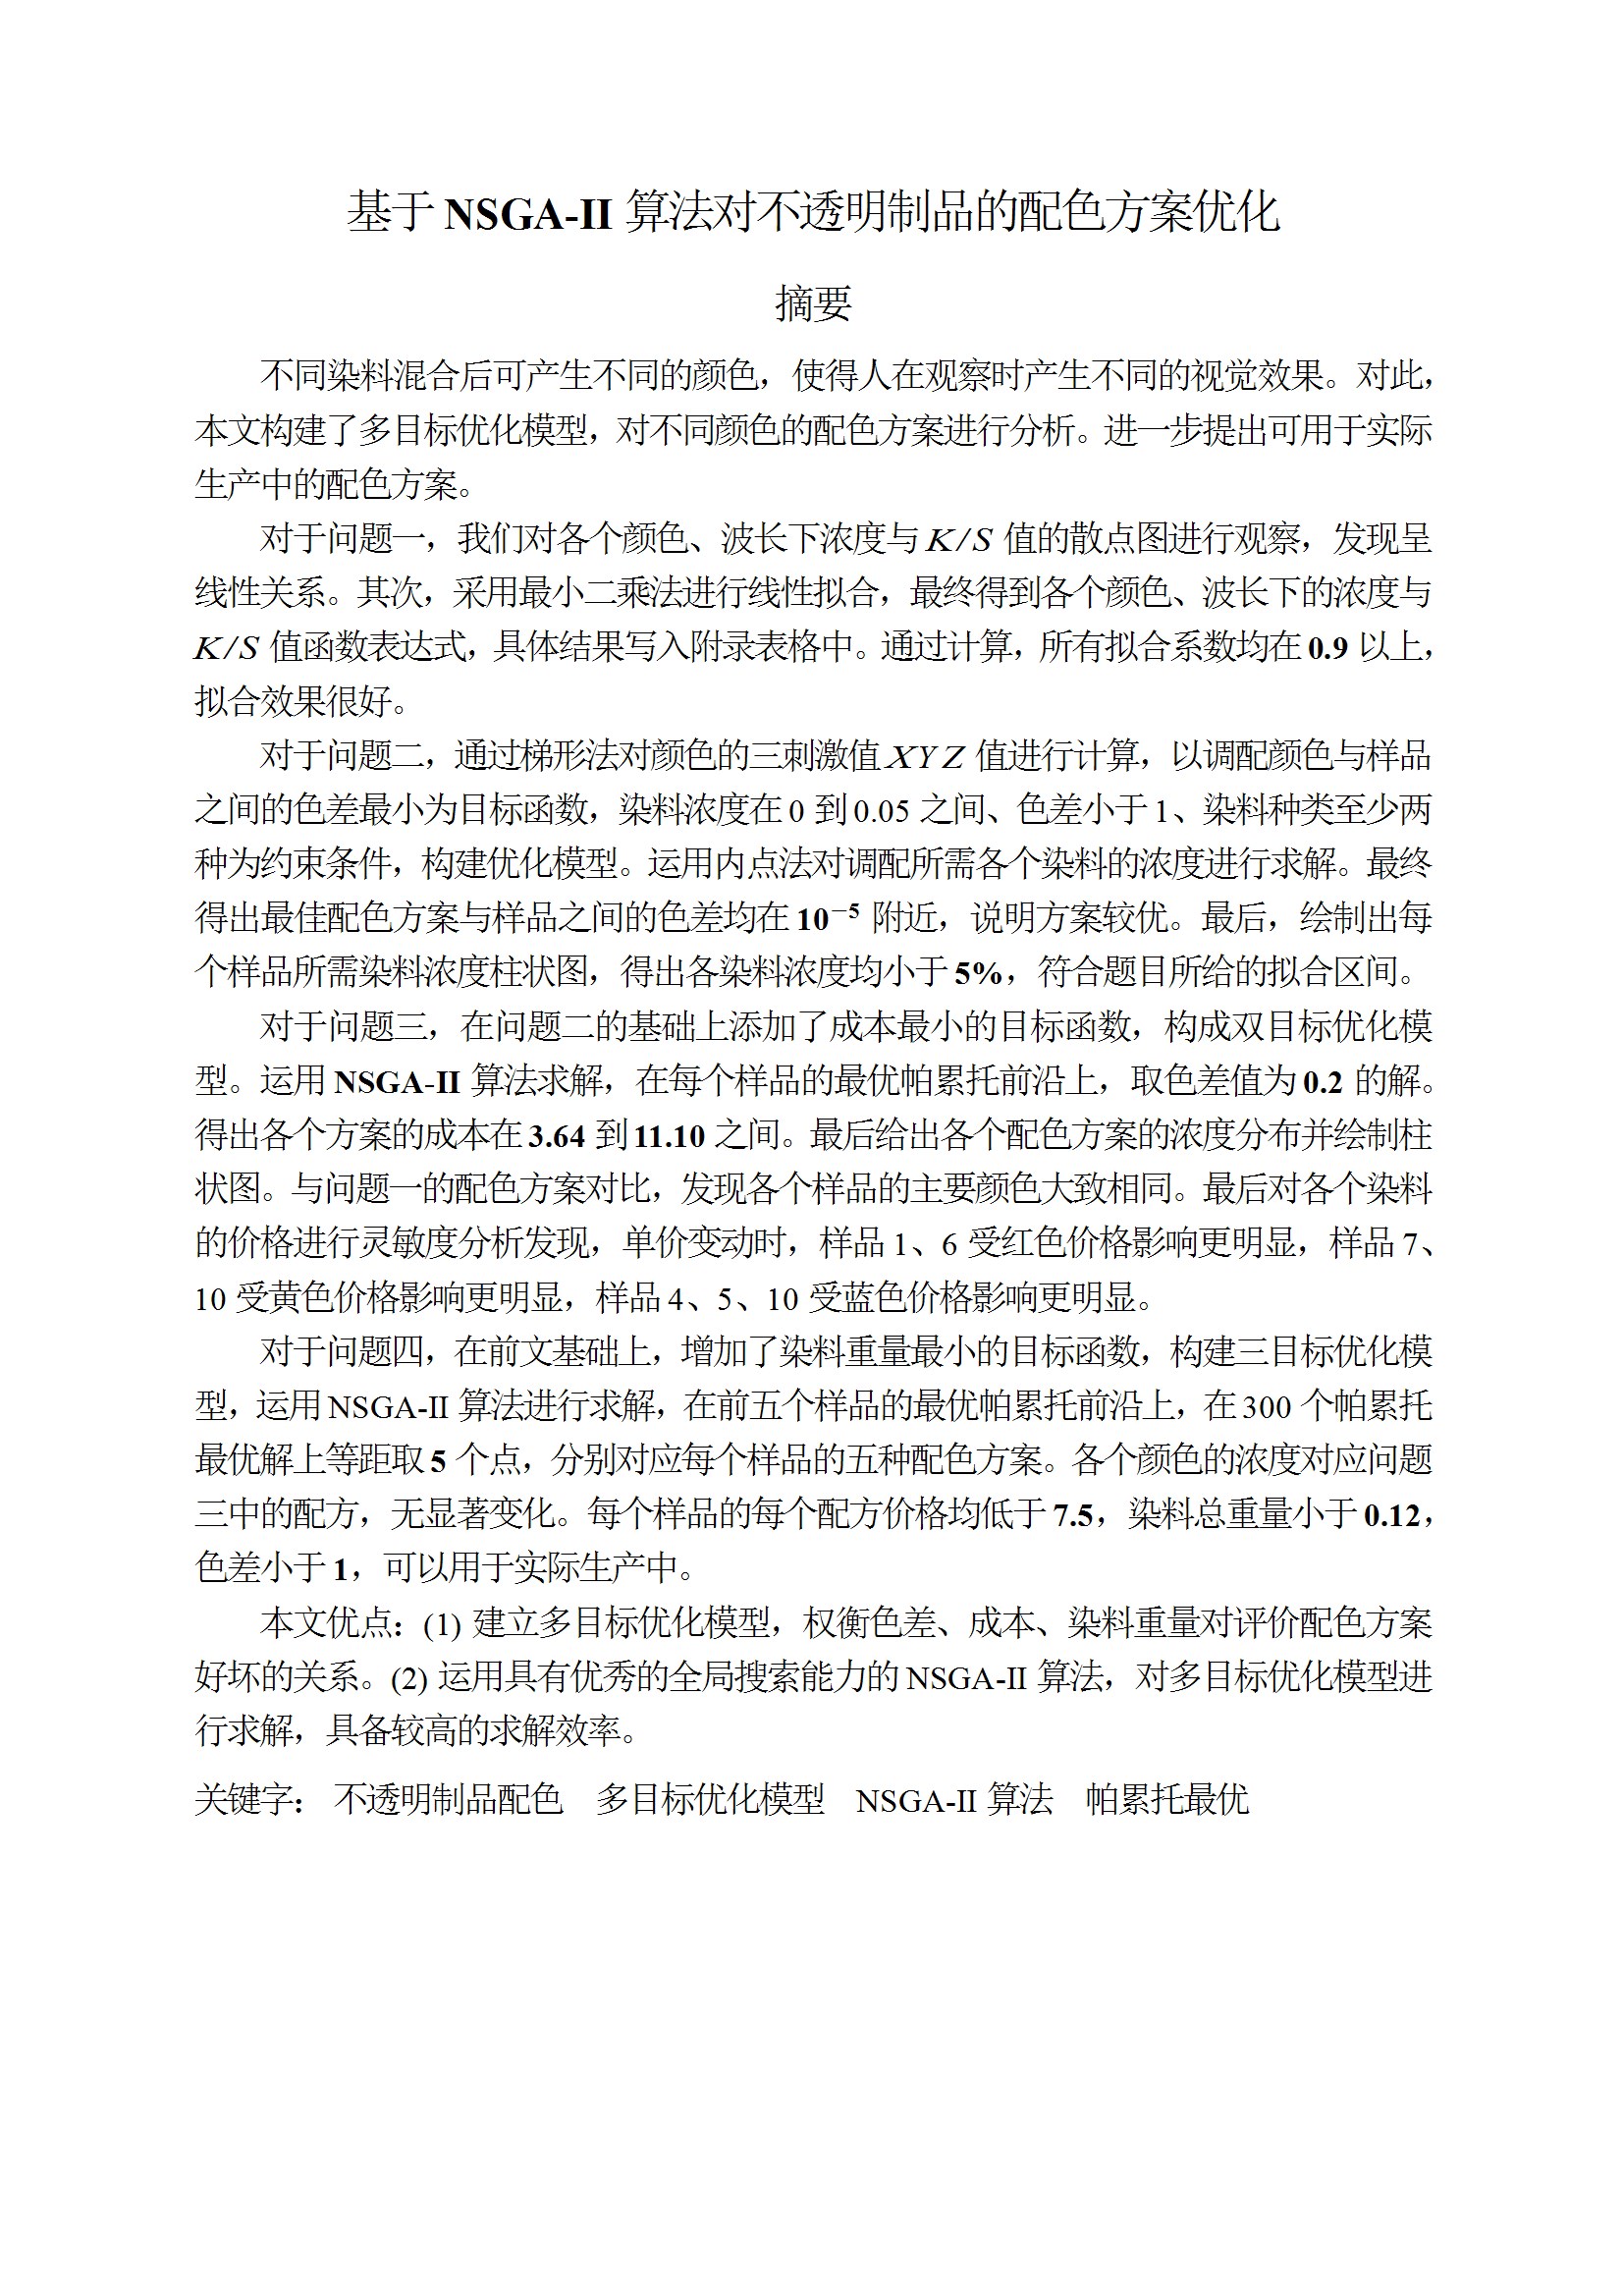 基于 NSGA-II 算法对不透明制品的配色方案优化
摘要
不同染料混合后可产生不同的颜色，使得人在观察时产生不同的视觉效果。对此，
本文构建了多目标优化模型，对不同颜色的配色方案进行分析。进一步提出可用于实际
生产中的配色方案。
对于问题一，我们对各个颜色、波长下浓度与 K/S 值的散点图进行观察，发现呈
线性关系。其次，采用最小二乘法进行线性拟合，最终得到各个颜色、波长下的浓度与
K/S 值函数表达式，具体结果写入附录表格中。通过计算，所有拟合系数均在 0.9 以上，
拟合效果很好。
对于问题二，通过梯形法对颜色的三刺激值 XYZ 值进行计算，以调配颜色与样品
之间的色差最小为目标函数，染料浓度在 0 到 0.05 之间、色差小于 1、染料种类至少两
种为约束条件，构建优化模型。运用内点法对调配所需各个染料的浓度进行求解。最终
得出最佳配色方案与样品之间的色差均在 10⁻⁵ 附近，说明方案较优。最后，绘制出每
个样品所需染料浓度柱状图，得出各染料浓度均小于 5%，符合题目所给的拟合区间。
对于问题三，在问题二的基础上添加了成本最小的目标函数，构成双目标优化模
型。运用 NSGA-II 算法求解，在每个样品的最优帕累托前沿上，取色差值为 0.2 的解。
得出各个方案的成本在 3.64 到 11.10 之间。最后给出各个配色方案的浓度分布并绘制柱
状图。与问题一的配色方案对比，发现各个样品的主要颜色大致相同。最后对各个染料
的价格进行灵敏度分析发现，单价变动时，样品 1、6 受红色价格影响更明显，样品 7、
10 受黄色价格影响更明显，样品 4、5、10 受蓝色价格影响更明显。
对于问题四，在前文基础上，增加了染料重量最小的目标函数，构建三目标优化模
型，运用 NSGA-II 算法进行求解，在前五个样品的最优帕累托前沿上，在 300 个帕累托
最优解上等距取 5 个点，分别对应每个样品的五种配色方案。各个颜色的浓度对应问题
三中的配方，无显著变化。每个样品的每个配方价格均低于 7.5，染料总重量小于 0.12，
色差小于 1，可以用于实际生产中。
本文优点：(1) 建立多目标优化模型，权衡色差、成本、染料重量对评价配色方案
好坏的关系。(2) 运用具有优秀的全局搜索能力的 NSGA-II 算法，对多目标优化模型进
行求解，具备较高的求解效率。
关键字： 不透明制品配色 多目标优化模型 NSGA-II 算法 帕累托最优